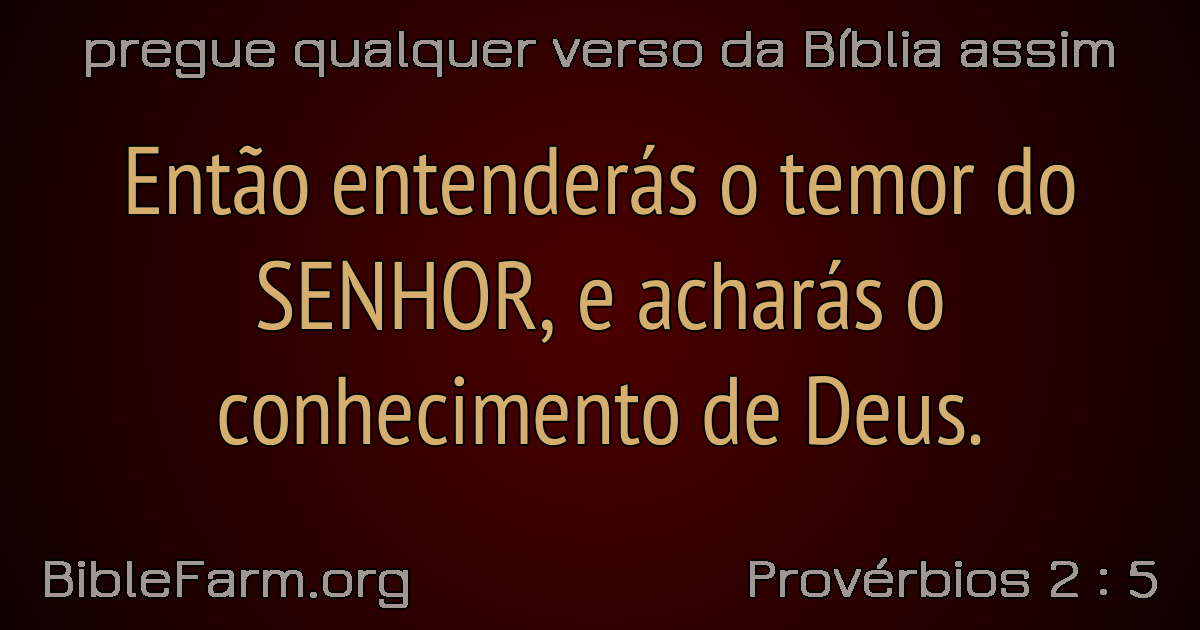 pregue qualquer verso da Bíblia assim
Então entenderás o temor do
SENHOR, e acharás o
conhecimento de Deus.
BibleFarm.org
Provérbios 2 : 5